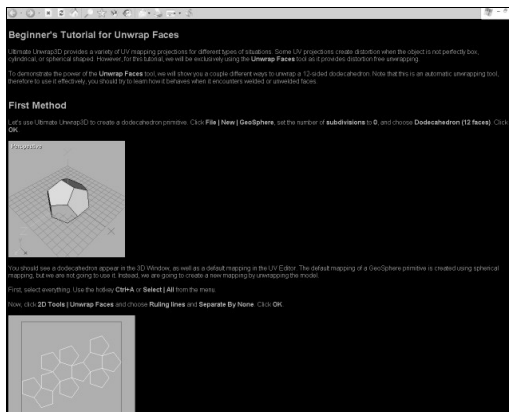 Beginner's Tutorial for Unwrap Faces
Ultimate Unwrap3D provides a variety of UV mapping projections for different types of situations. Some UV projections create distortion when the object is not perfectly box,
cylindrical, or spherical shaped. However, for this tutorial, we will be exclusively using the Unwrap Faces tool as it provides distortion free unwrapping.
To demonstrate the power of the Unwrap Faces tool, we will show you a couple different ways to unwrap a 12-sided dodecahedron. Note that this is an automatic unwrapping tool,
therefore to use it effectively, you should try to learn how it behaves when it encounters welded or unwelded faces.
First Method
Let's use Ultimate Unwrap3D to create a dodecahedron primitive. Click File | New | GeoSphere, set the number of subdivisions to 0, and choose Dodecahedron (12 faces). Click
OK.
Perspective
You should see a dodecahedron appear in the 3D Window, as well as a default mapping in the UV Editor. The default mapping of a GeoSphere primitive is created using spherical
mapping, but we are not going to use it. Instead, we are going to create a new mapping by unwrapping the model.
First, select everything. Use the hotkey Ctrl+A or Select | All from the menu.
Now, click 2D Tools | Unwrap Faces and choose Ruling lines and Separate By None. Click OK.